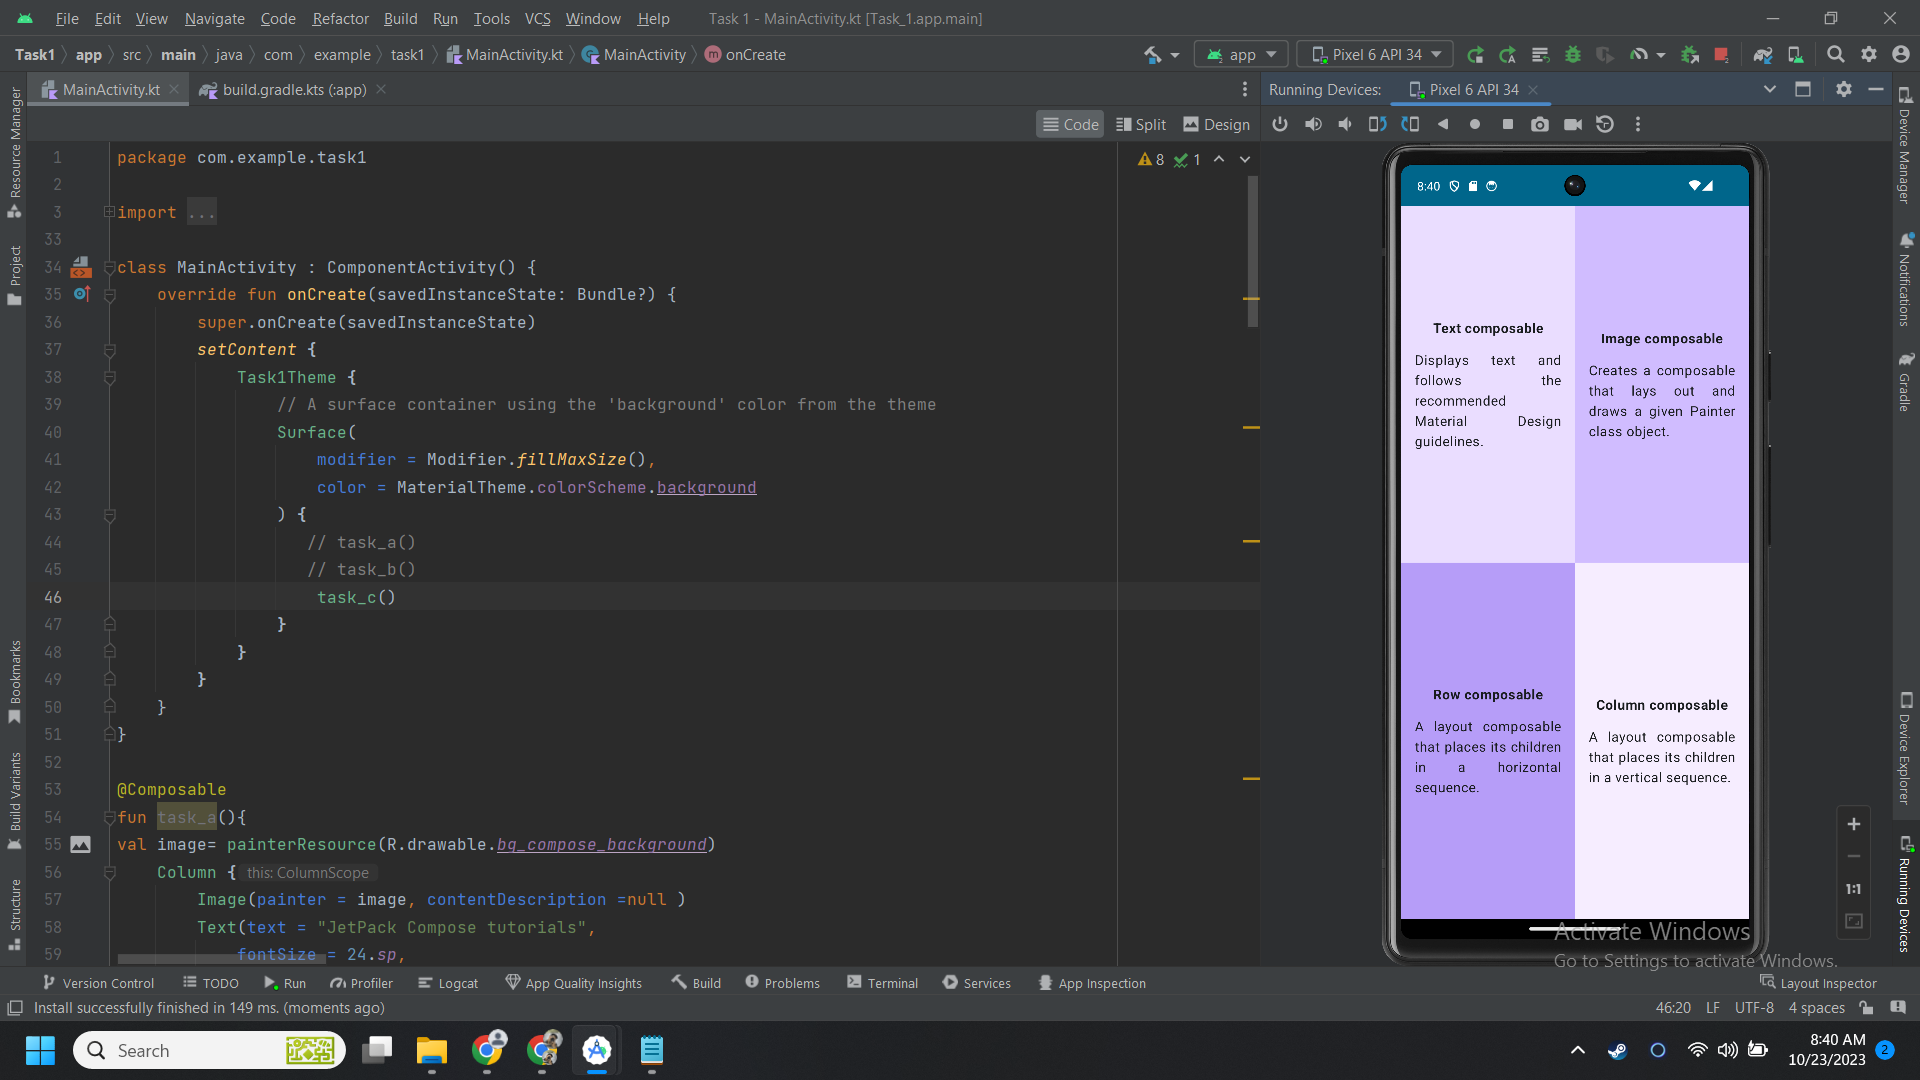 File Edit View Navigate Code Refactor Build Run Tools VCS Window Help Task 1 - MainActivity.kt [Task_1.app.main]
Task1 app src main java com example task1 MainActivity.kt MainActivity onCreate app Pixel 6 API 34
MainActivity.kt build.gradle.kts (:app) Running Devices: Pixel 6 API 34
Code Split Design
8 1
1 package com.example.task1
2
3 import ...
33
34 class MainActivity : ComponentActivity() {
35 override fun onCreate(savedInstanceState: Bundle?) {
36 super.onCreate(savedInstanceState)
37 setContent {
38 Task1Theme {
39 // A surface container using the 'background' color from the theme
40 Surface(
41 modifier = Modifier.fillMaxSize(),
42 color = MaterialTheme.colorScheme.background
43 ) {
44 // task_a()
45 // task_b()
46 task_c()
47 }
48 }
49 }
50 }
51 }
52
53 @Composable
54 fun task_a(){
55 val image= painterResource(R.drawable.bg_compose_background)
56 Column { this: ColumnScope
57 Image(painter = image, contentDescription =null )
58 Text(text = "JetPack Compose tutorials",
59 fontSize = 24.sp,
8:40
Text composable
Displays text and
follows the
recommended
Material Design
guidelines.
Image composable
Creates a composable
that lays out and
draws a given Painter
class object.
Row composable
A layout composable
that places its children
in a horizontal
sequence.
Column composable
A layout composable
that places its children
in a vertical sequence.
1:1
Activate Windows
Go to Settings to activate Windows.
Resource Manager
Project
Bookmarks
Build Variants
Structure
Device Manager
Notifications
Gradle
Device Explorer
Running Devices
Version Control TODO Run Profiler Logcat App Quality Insights Build Problems Terminal Services App Inspection Layout Inspector
Install successfully finished in 149 ms. (moments ago) 46:20 LF UTF-8 4 spaces
Search
8:40 AM
10/23/2023
2